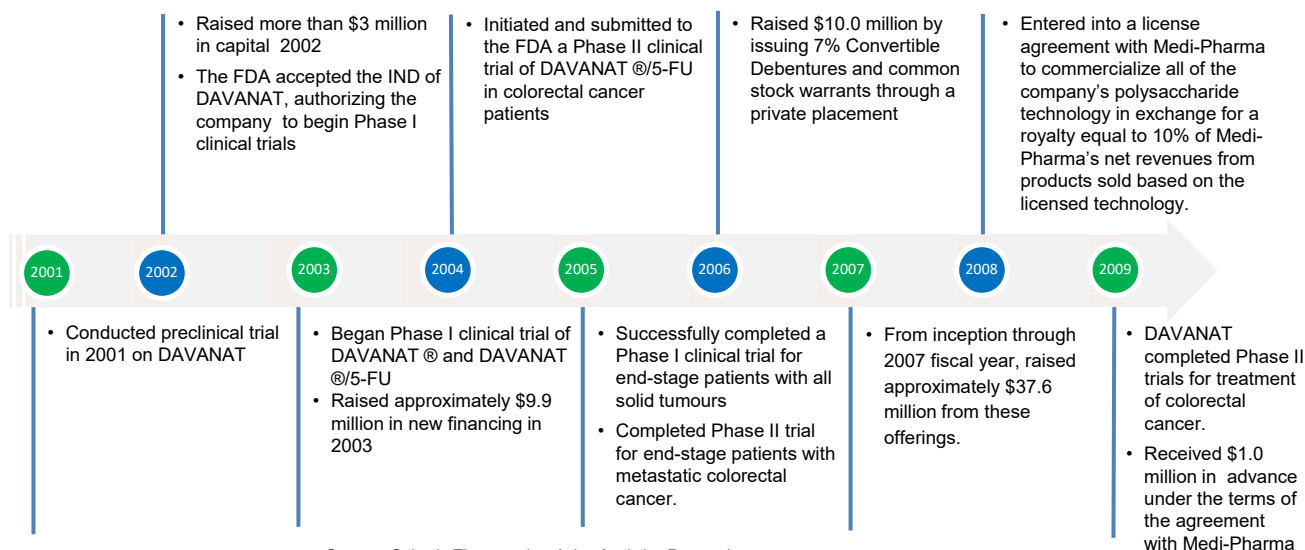 • Raised more than $3 million
in capital 2002
• The FDA accepted the IND of
DAVANAT, authorizing the
company to begin Phase I
clinical trials
• Initiated and submitted to
the FDA a Phase II clinical
trial of DAVANAT ®/5-FU
in colorectal cancer
patients
• Raised $10.0 million by
issuing 7% Convertible
Debentures and common
stock warrants through a
private placement
• Entered into a license
agreement with Medi-Pharma
to commercialize all of the
company's polysaccharide
technology in exchange for a
royalty equal to 10% of Medi-
Pharma's net revenues from
products sold based on the
licensed technology.
2001
2002
2003
2004
2005
2006
2007
2008
2009
• Conducted preclinical trial
in 2001 on DAVANAT
• Began Phase I clinical trial of
DAVANAT ® and DAVANAT
®/5-FU
• Raised approximately $9.9
million in new financing in
2003
• Successfully completed a
Phase I clinical trial for
end-stage patients with all
solid tumours
• Completed Phase II trial
for end-stage patients with
metastatic colorectal
cancer.
• From inception through
2007 fiscal year, raised
approximately $37.6
million from these
offerings.
• DAVANAT
completed Phase II
trials for treatment
of colorectal
cancer.
• Received $1.0
million in advance
under the terms of
the agreement
with Medi-Pharma